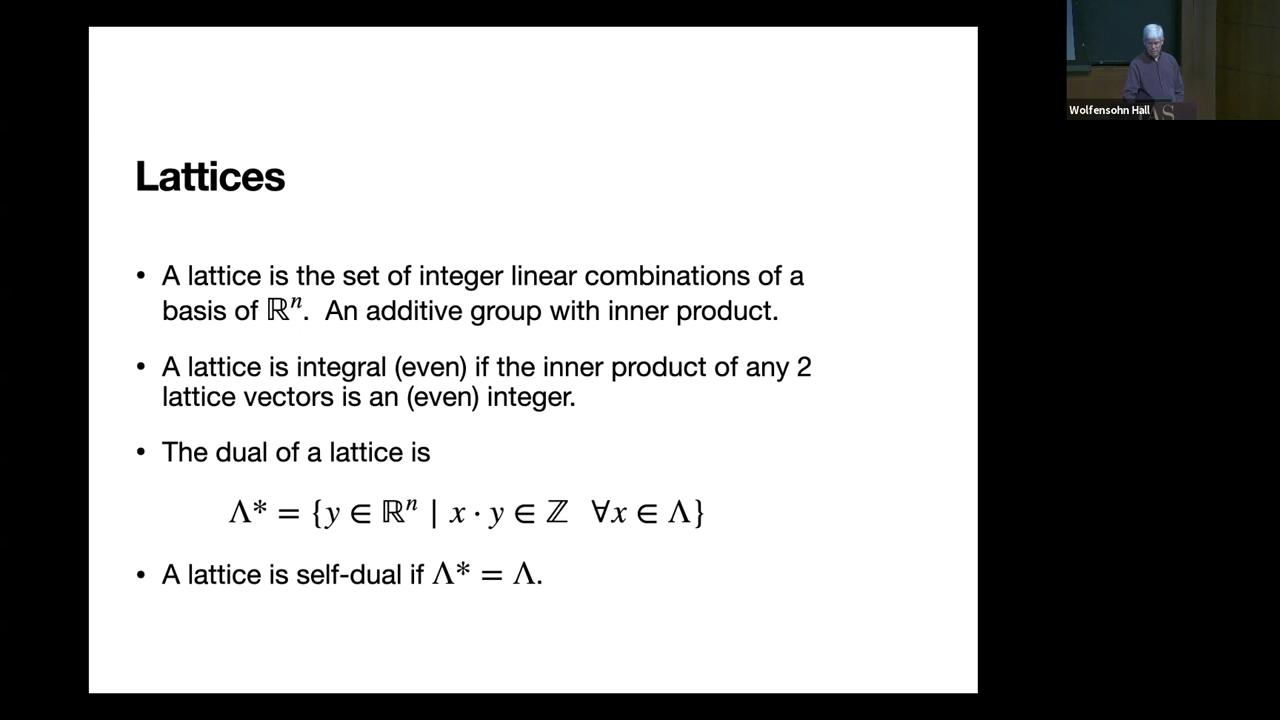 Lattices
• A lattice is the set of integer linear combinations of a
basis of ℝⁿ. An additive group with inner product.
• A lattice is integral (even) if the inner product of any 2
lattice vectors is an (even) integer.
• The dual of a lattice is
Λ* = {y ∈ ℝⁿ | x · y ∈ ℤ ∀x ∈ Λ}
• A lattice is self-dual if Λ* = Λ.
Wolfensohn Hall
IAS